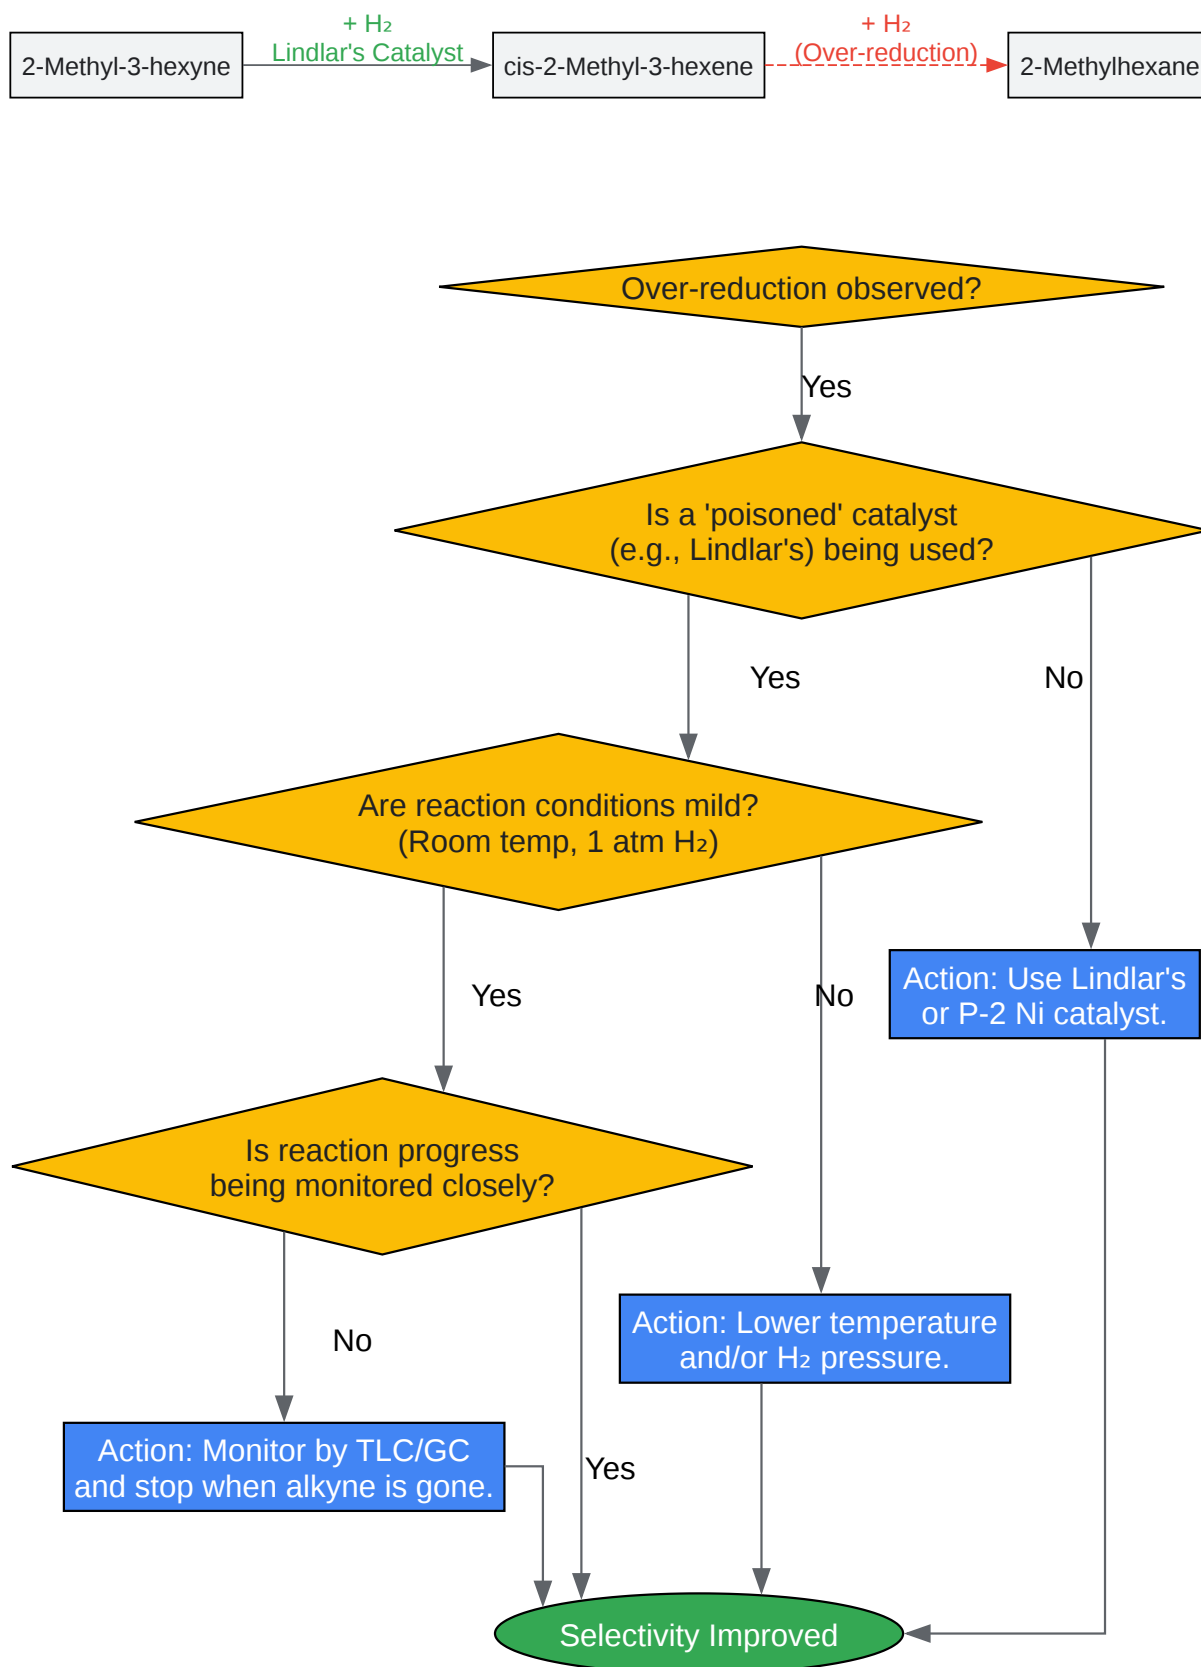 + H₂
Lindlar's Catalyst
+ H₂
(Over-reduction)
2-Methyl-3-hexyne
cis-2-Methyl-3-hexene
2-Methylhexane
Over-reduction observed?
Yes
Is a 'poisoned' catalyst
(e.g., Lindlar's) being used?
Yes
No
Are reaction conditions mild?
(Room temp, 1 atm H₂)
Yes
No
Action: Use Lindlar's
or P-2 Ni catalyst.
Is reaction progress
being monitored closely?
No
Action: Lower temperature
and/or H₂ pressure.
Action: Monitor by TLC/GC
and stop when alkyne is gone.
Yes
Selectivity Improved